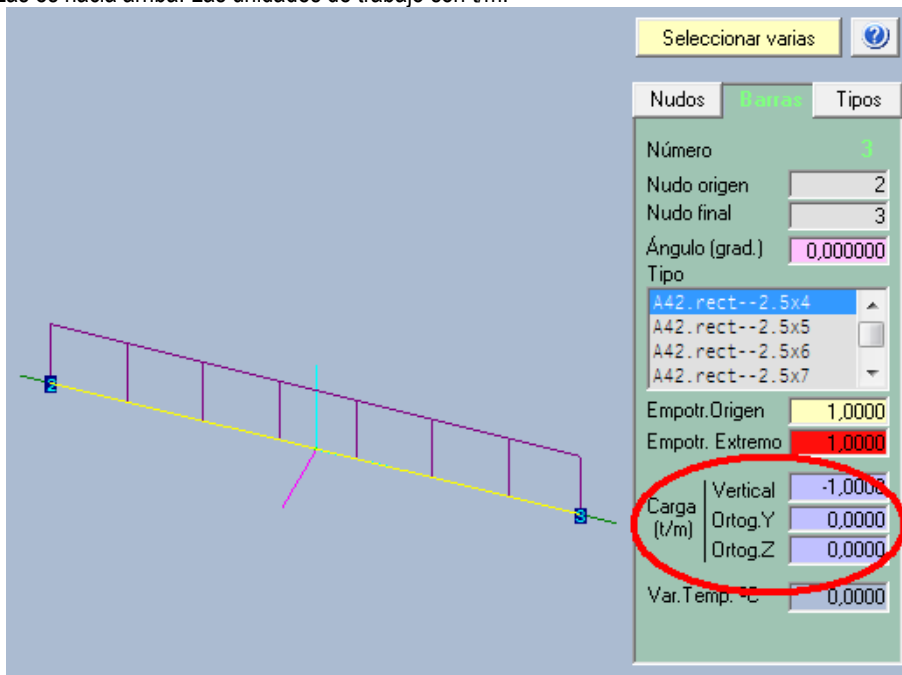 Seleccionar varias
Nudos Barras Tipos
Número 3
Nudo origen 2
Nudo final 3
Ángulo (grad.) 0,000000
Tipo
A42.rect--2.5x4
A42.rect--2.5x5
A42.rect--2.5x6
A42.rect--2.5x7
Empotr.Origen 1,0000
Empotr. Extremo 1,0000
Carga (t/m)
Vertical -1,0000
Ortog.Y 0,0000
Ortog.Z 0,0000
Var.Temp. ºC 0,0000
2
3